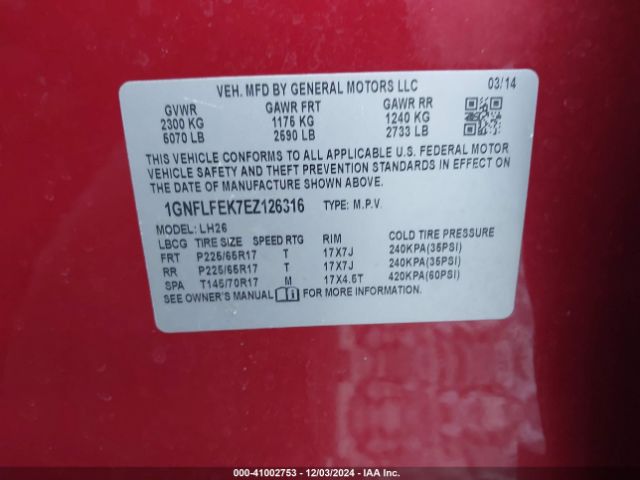 VEH. MFD BY GENERAL MOTORS LLC 03/14
GVWR GAWR FRT GAWR RR
2300 KG 1176 KG 1240 KG
5070 LB 2590 LB 2733 LB
THIS VEHICLE CONFORMS TO ALL APPLICABLE U.S. FEDERAL MOTOR
VEHICLE SAFETY AND THEFT PREVENTION STANDARDS IN EFFECT ON
THE DATE OF MANUFACTURE SHOWN ABOVE.
1GNFLFEK7EZ126316 TYPE: M.P.V.
MODEL: LH26
LBCG TIRE SIZE SPEED RTG RIM COLD TIRE PRESSURE
FRT P225/65R17 T 17X7J 240KPA(35PSI)
RR P225/65R17 T 17X7J 240KPA(35PSI)
SPA T145/70R17 M 17X4.5T 420KPA(60PSI)
SEE OWNER'S MANUAL FOR MORE INFORMATION.
000-41002753 - 12/03/2024 - IAA Inc.